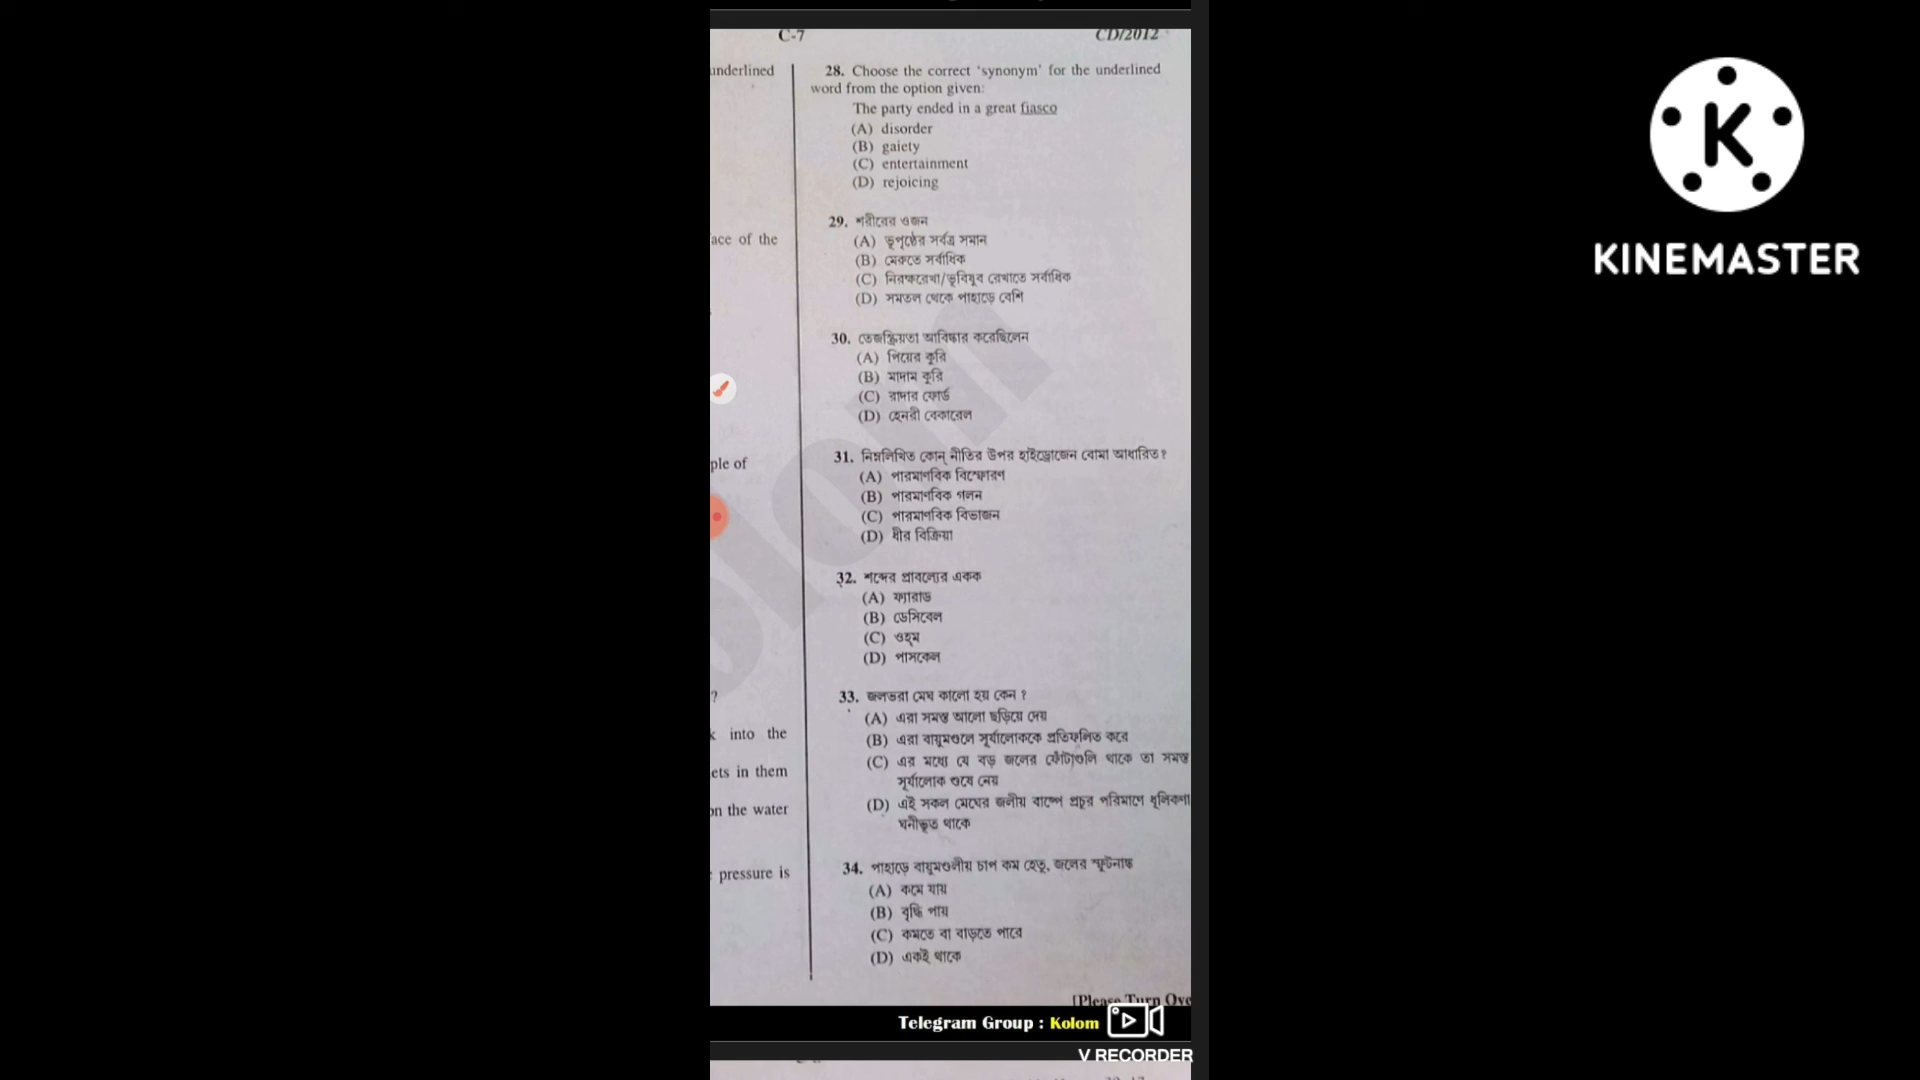 C-7
CD/2012
underlined
ace of the
ple of
?
into the
ets in them
on the water
pressure is
28. Choose the correct 'synonym' for the underlined
word from the option given:
The party ended in a great fiasco
(A) disorder
(B) gaiety
(C) entertainment
(D) rejoicing
29. শরীরের ওজন
(A) ভূপৃষ্ঠের সর্বত্র সমান
(B) মেরুতে সর্বাধিক
(C) নিরক্ষরেখা/ভূবিষুব রেখাতে সর্বাধিক
(D) সমতল থেকে পাহাড়ে বেশি
30. তেজস্ক্রিয়তা আবিষ্কার করেছিলেন
(A) পিয়ের কুরি
(B) মাদাম কুরি
(C) রাদার ফোর্ড
(D) হেনরী বেকারেল
31. নিম্নলিখিত কোন্ নীতির উপর হাইড্রোজেন বোমা আধারিত?
(A) পারমাণবিক বিস্ফোরণ
(B) পারমাণবিক গলন
(C) পারমাণবিক বিভাজন
(D) ধীর বিক্রিয়া
32. শব্দের প্রাবল্যের একক
(A) ফ্যারাড
(B) ডেসিবেল
(C) ওহ্ম
(D) পাসকেল
33. জলভরা মেঘ কালো হয় কেন ?
(A) এরা সমস্ত আলো ছড়িয়ে দেয়
(B) এরা বায়ুমণ্ডলে সূর্যালোককে প্রতিফলিত করে
(C) এর মধ্যে যে বড় জলের ফোঁটাগুলি থাকে তা সমস্ত
সূর্যালোক শুষে নেয়
(D) এই সকল মেঘের জলীয় বাষ্পে প্রচুর পরিমাণে ধূলিকণা
ঘনীভূত থাকে
34. পাহাড়ে বায়ুমণ্ডলীয় চাপ কম হেতু, জলের স্ফুটনাঙ্ক
(A) কমে যায়
(B) বৃদ্ধি পায়
(C) কমতে বা বাড়তে পারে
(D) একই থাকে
[Please Turn Ove
Telegram Group : Kolom
V RECORDER
K
KINEMASTER